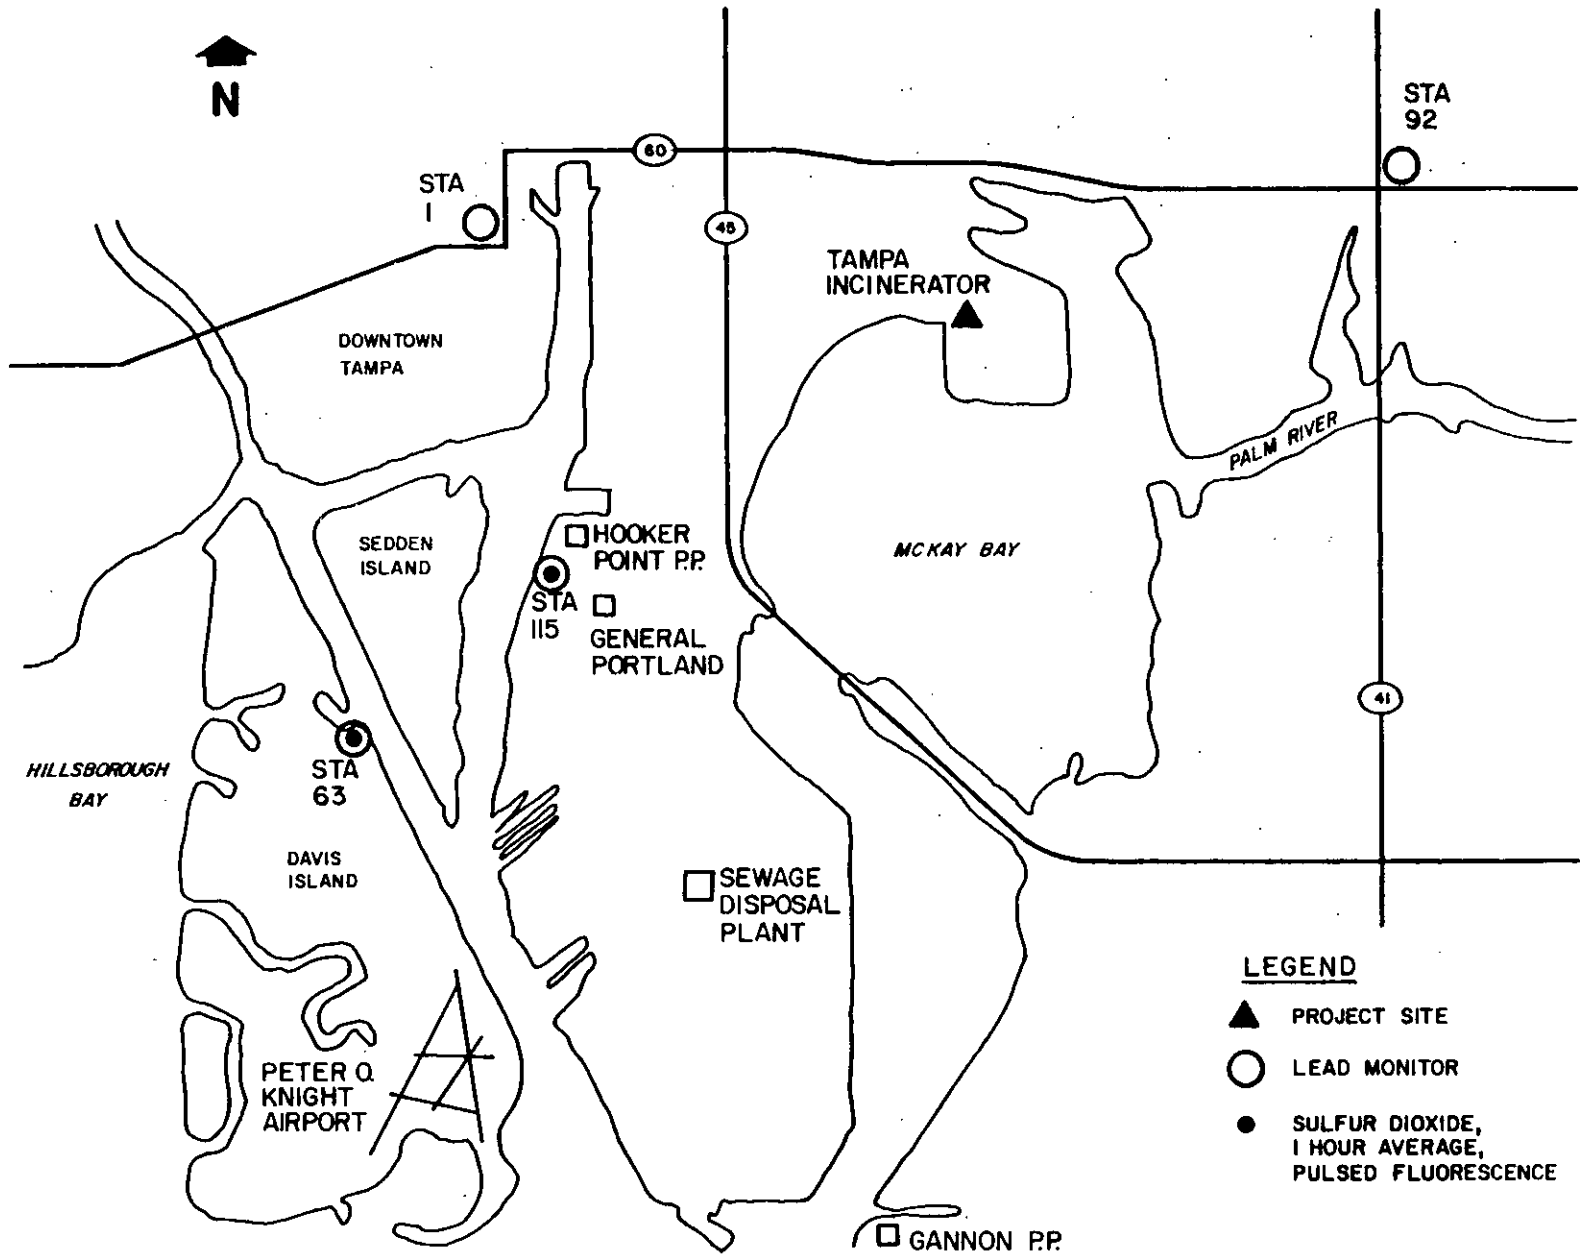 N
STA
92
60
STA
1
45
TAMPA
INCINERATOR
DOWNTOWN
TAMPA
PALM RIVER
SEDDEN
ISLAND
HOOKER
POINT P.P.
MCKAY BAY
STA
115
GENERAL
PORTLAND
41
HILLSBOROUGH
BAY
STA
63
DAVIS
ISLAND
SEWAGE
DISPOSAL
PLANT
LEGEND
PROJECT SITE
LEAD MONITOR
SULFUR DIOXIDE,
1 HOUR AVERAGE,
PULSED FLUORESCENCE
PETER O.
KNIGHT
AIRPORT
GANNON P.P.